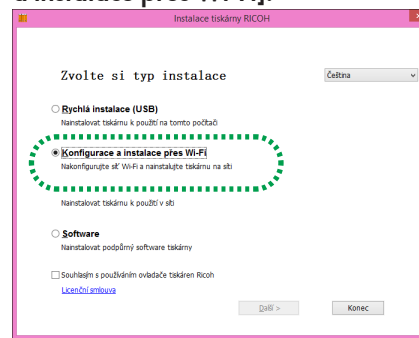 a instalace přes Wi-Fi].
Instalace tiskárny RICOH
x
Zvolte si typ instalace
Čeština
Rychlá instalace (USB)
Nainstalovat tiskárnu k použití na tomto počítači
Konfigurace a instalace přes Wi-Fi
Nakonfigurujte síť Wi-Fi a nainstalujte tiskárnu na síti
Nainstalovat tiskárnu k použití v síti
Software
Nainstalovat podpůrný software tiskárny
Souhlasím s používáním ovladače tiskáren Ricoh
Licenční smlouva
Další >
Konec